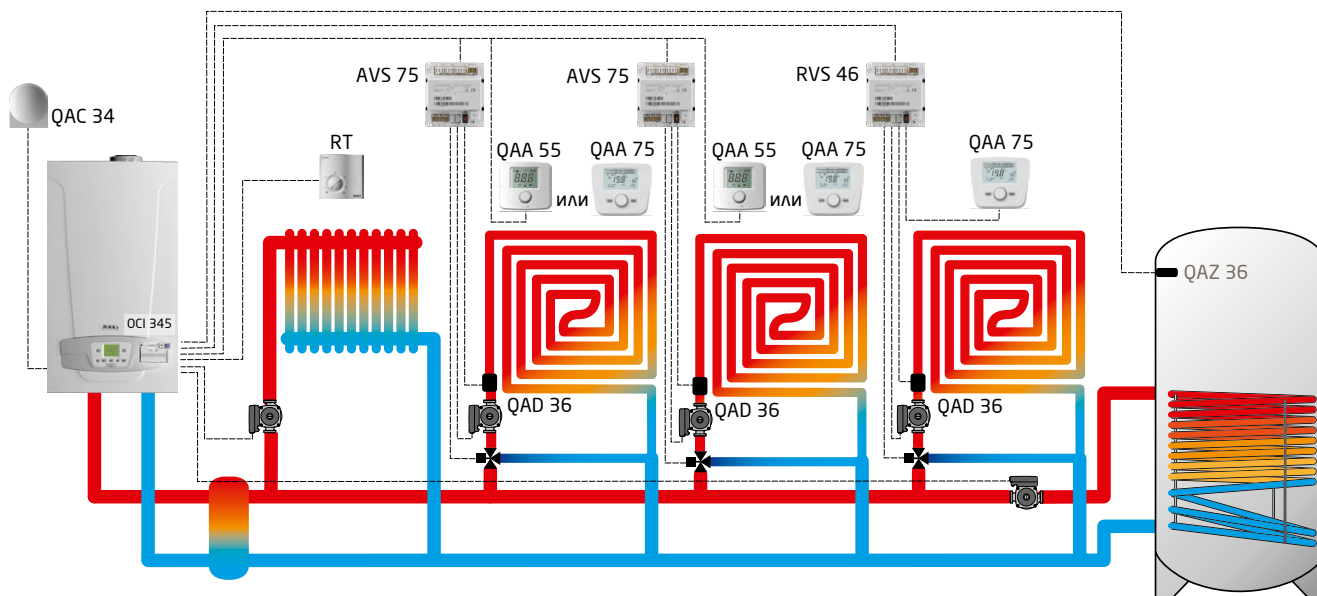 AVS 75
AVS 75
RVS 46
QAC 34
RT
QAA 55
или
QAA 75
QAA 55
или
QAA 75
QAA 75
QAZ 36
OCI 345
QAD 36
QAD 36
QAD 36